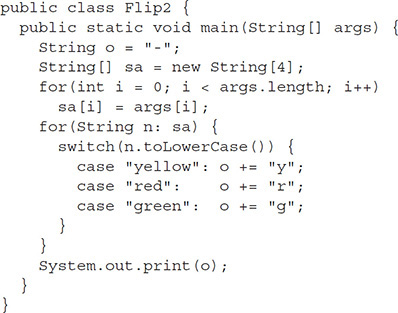 public class Flip2 {
  public static void main(String[] args) {
    String o = "-";
    String[] sa = new String[4];
    for(int i = 0; i < args.length; i++)
      sa[i] = args[i];
    for(String n: sa) {
      switch(n.toLowerCase()) {
        case "yellow": o += "y";
        case "red":    o += "r";
        case "green":  o += "g";
      }
    }
    System.out.print(o);
  }
}